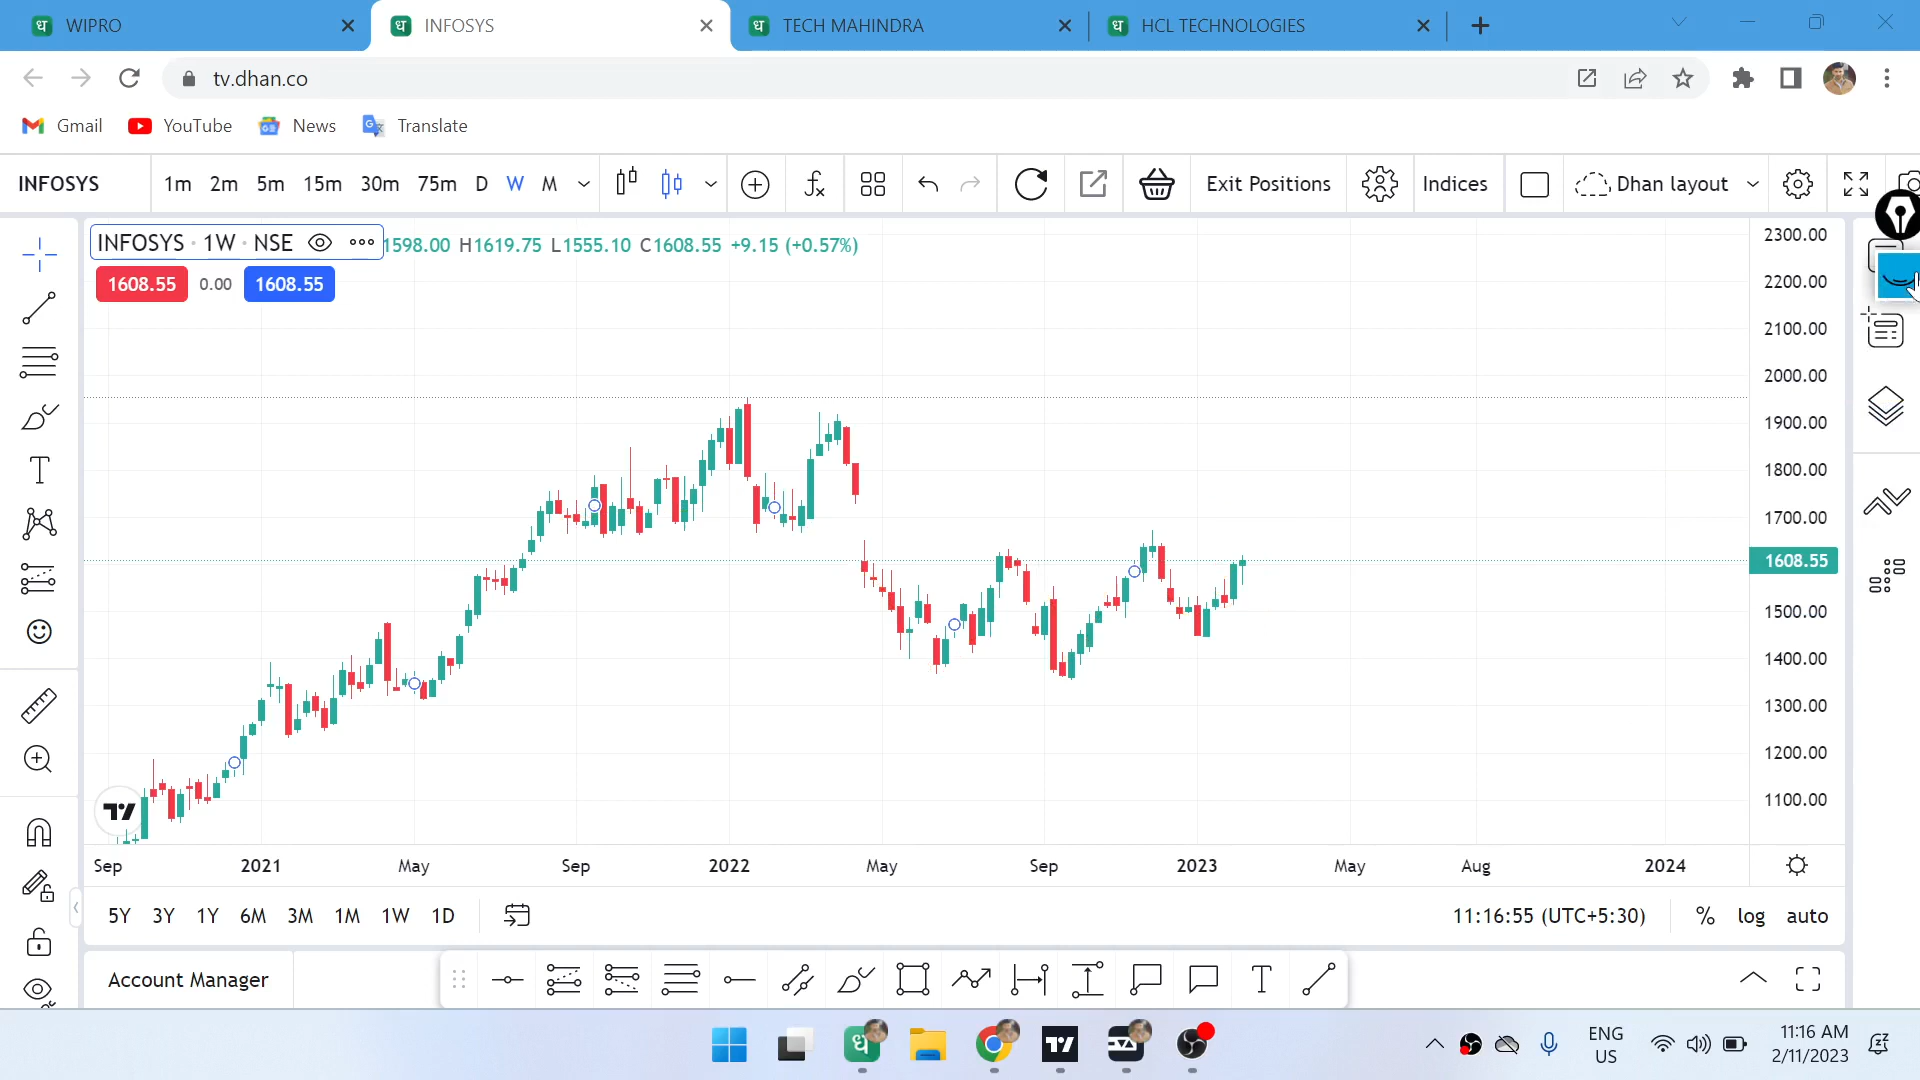 WIPRO
INFOSYS
TECH MAHINDRA
HCL TECHNOLOGIES
tv.dhan.co
Gmail
YouTube
News
Translate
INFOSYS
1m 2m 5m 15m 30m 75m D W M
Exit Positions
Indices
Dhan layout
INFOSYS · 1W · NSE
1598.00 H1619.75 L1555.10 C1608.55 +9.15 (+0.57%)
1608.55 0.00 1608.55
2300.00
2200.00
2100.00
2000.00
1900.00
1800.00
1700.00
1608.55
1500.00
1400.00
1300.00
1200.00
1100.00
Sep 2021 May Sep 2022 May Sep 2023 May Aug 2024
5Y 3Y 1Y 6M 3M 1M 1W 1D
11:16:55 (UTC+5:30)
% log auto
Account Manager
ENG
US
11:16 AM
2/11/2023